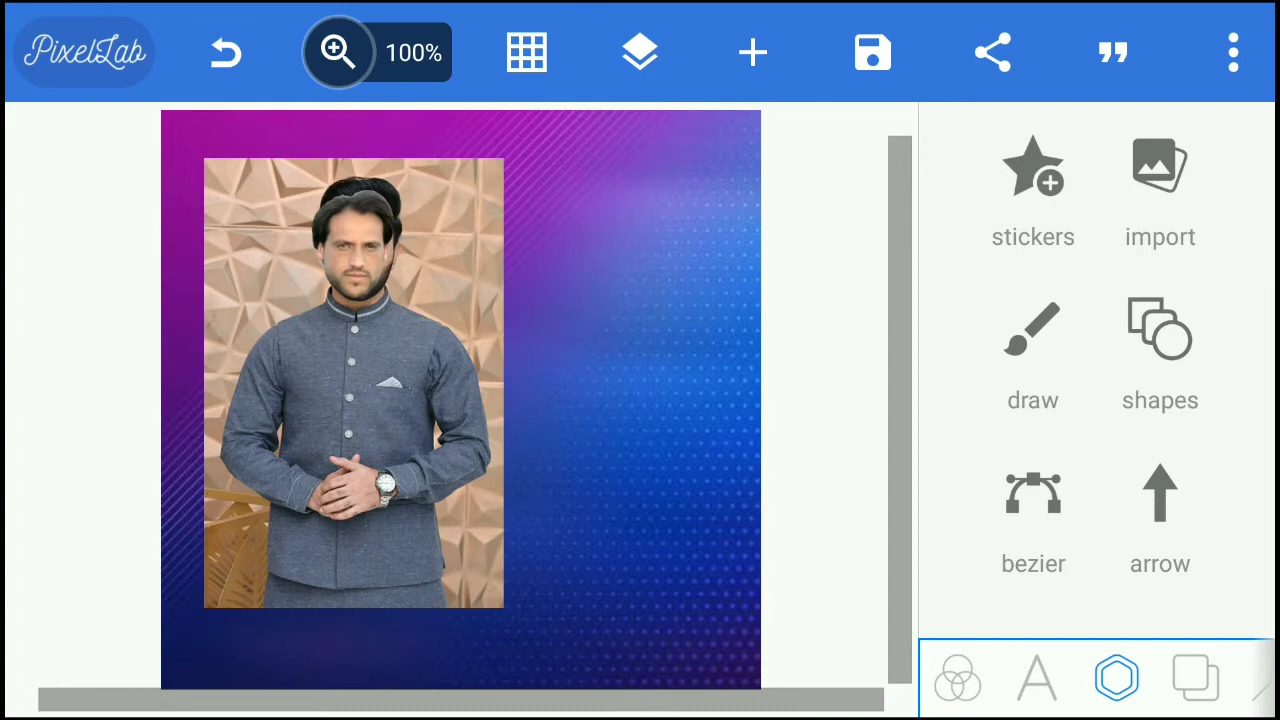 PixelLab
100%
stickers
import
draw
shapes
bezier
arrow